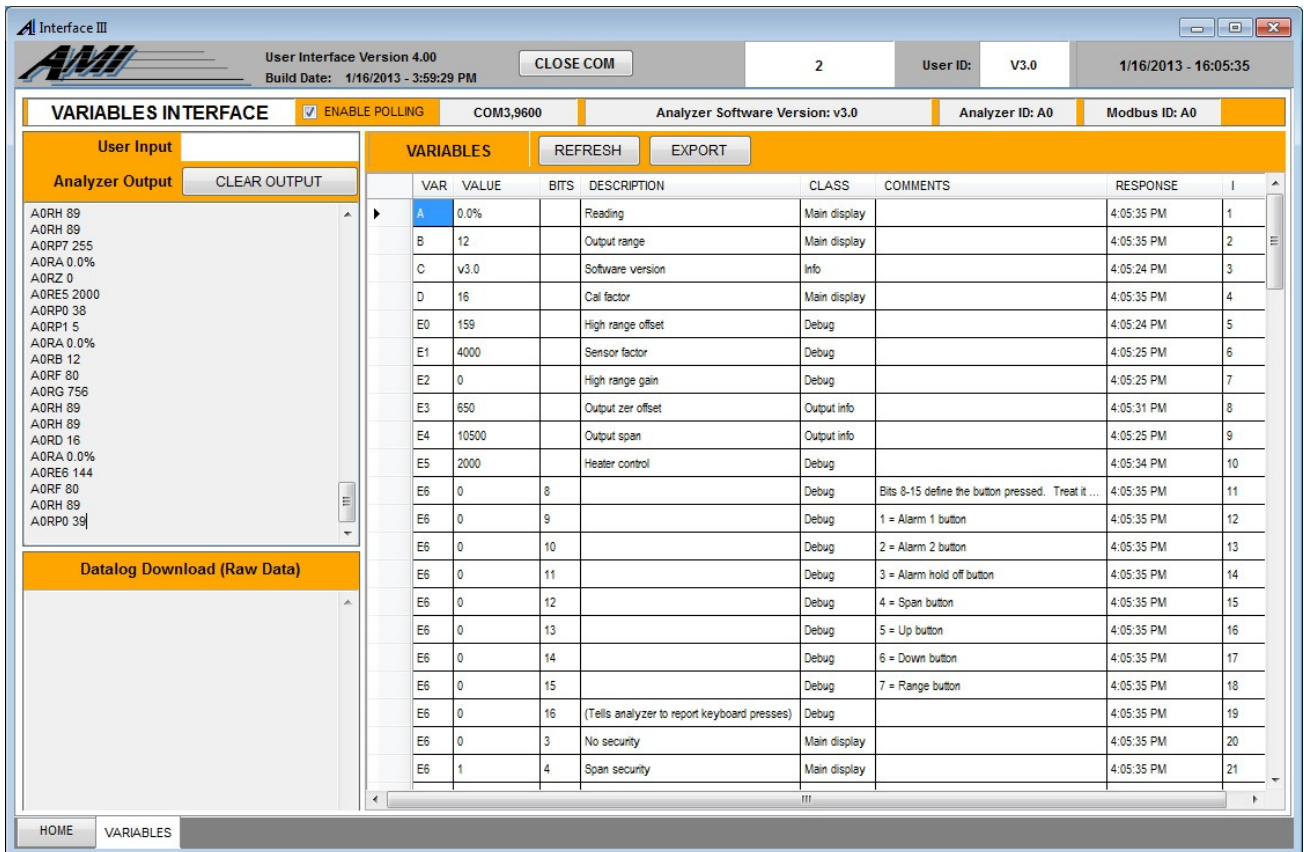 Interface III
AMI
User Interface Version 4.00
Build Date: 1/16/2013 - 3:59:29 PM
CLOSE COM
2
User ID:
V3.0
1/16/2013 - 16:05:35
VARIABLES INTERFACE
ENABLE POLLING
COM3,9600
Analyzer Software Version: v3.0
Analyzer ID: A0
Modbus ID: A0
User Input
Analyzer Output
CLEAR OUTPUT
A0RH 89
A0RH 89
A0RP7 255
A0RA 0.0%
A0RZ 0
A0RE5 2000
A0RP0 38
A0RP1 5
A0RA 0.0%
A0RB 12
A0RF 80
A0RG 756
A0RH 89
A0RH 89
A0RD 16
A0RA 0.0%
A0RE6 144
A0RF 80
A0RH 89
A0RP0 39
Datalog Download (Raw Data)
VARIABLES
REFRESH
EXPORT
VAR VALUE BITS DESCRIPTION CLASS COMMENTS RESPONSE I
A 0.0% Reading Main display 4:05:35 PM 1
B 12 Output range Main display 4:05:35 PM 2
C v3.0 Software version Info 4:05:24 PM 3
D 16 Cal factor Main display 4:05:35 PM 4
E0 159 High range offset Debug 4:05:24 PM 5
E1 4000 Sensor factor Debug 4:05:25 PM 6
E2 0 High range gain Debug 4:05:25 PM 7
E3 650 Output zer offset Output info 4:05:31 PM 8
E4 10500 Output span Output info 4:05:25 PM 9
E5 2000 Heater control Debug 4:05:34 PM 10
E6 0 8 Debug Bits 8-15 define the button pressed. Treat it ... 4:05:35 PM 11
E6 0 9 Debug 1 = Alarm 1 button 4:05:35 PM 12
E6 0 10 Debug 2 = Alarm 2 button 4:05:35 PM 13
E6 0 11 Debug 3 = Alarm hold off button 4:05:35 PM 14
E6 0 12 Debug 4 = Span button 4:05:35 PM 15
E6 0 13 Debug 5 = Up button 4:05:35 PM 16
E6 0 14 Debug 6 = Down button 4:05:35 PM 17
E6 0 15 Debug 7 = Range button 4:05:35 PM 18
E6 0 16 (Tells analyzer to report keyboard presses) Debug 4:05:35 PM 19
E6 0 3 No security Main display 4:05:35 PM 20
E6 1 4 Span security Main display 4:05:35 PM 21
HOME
VARIABLES